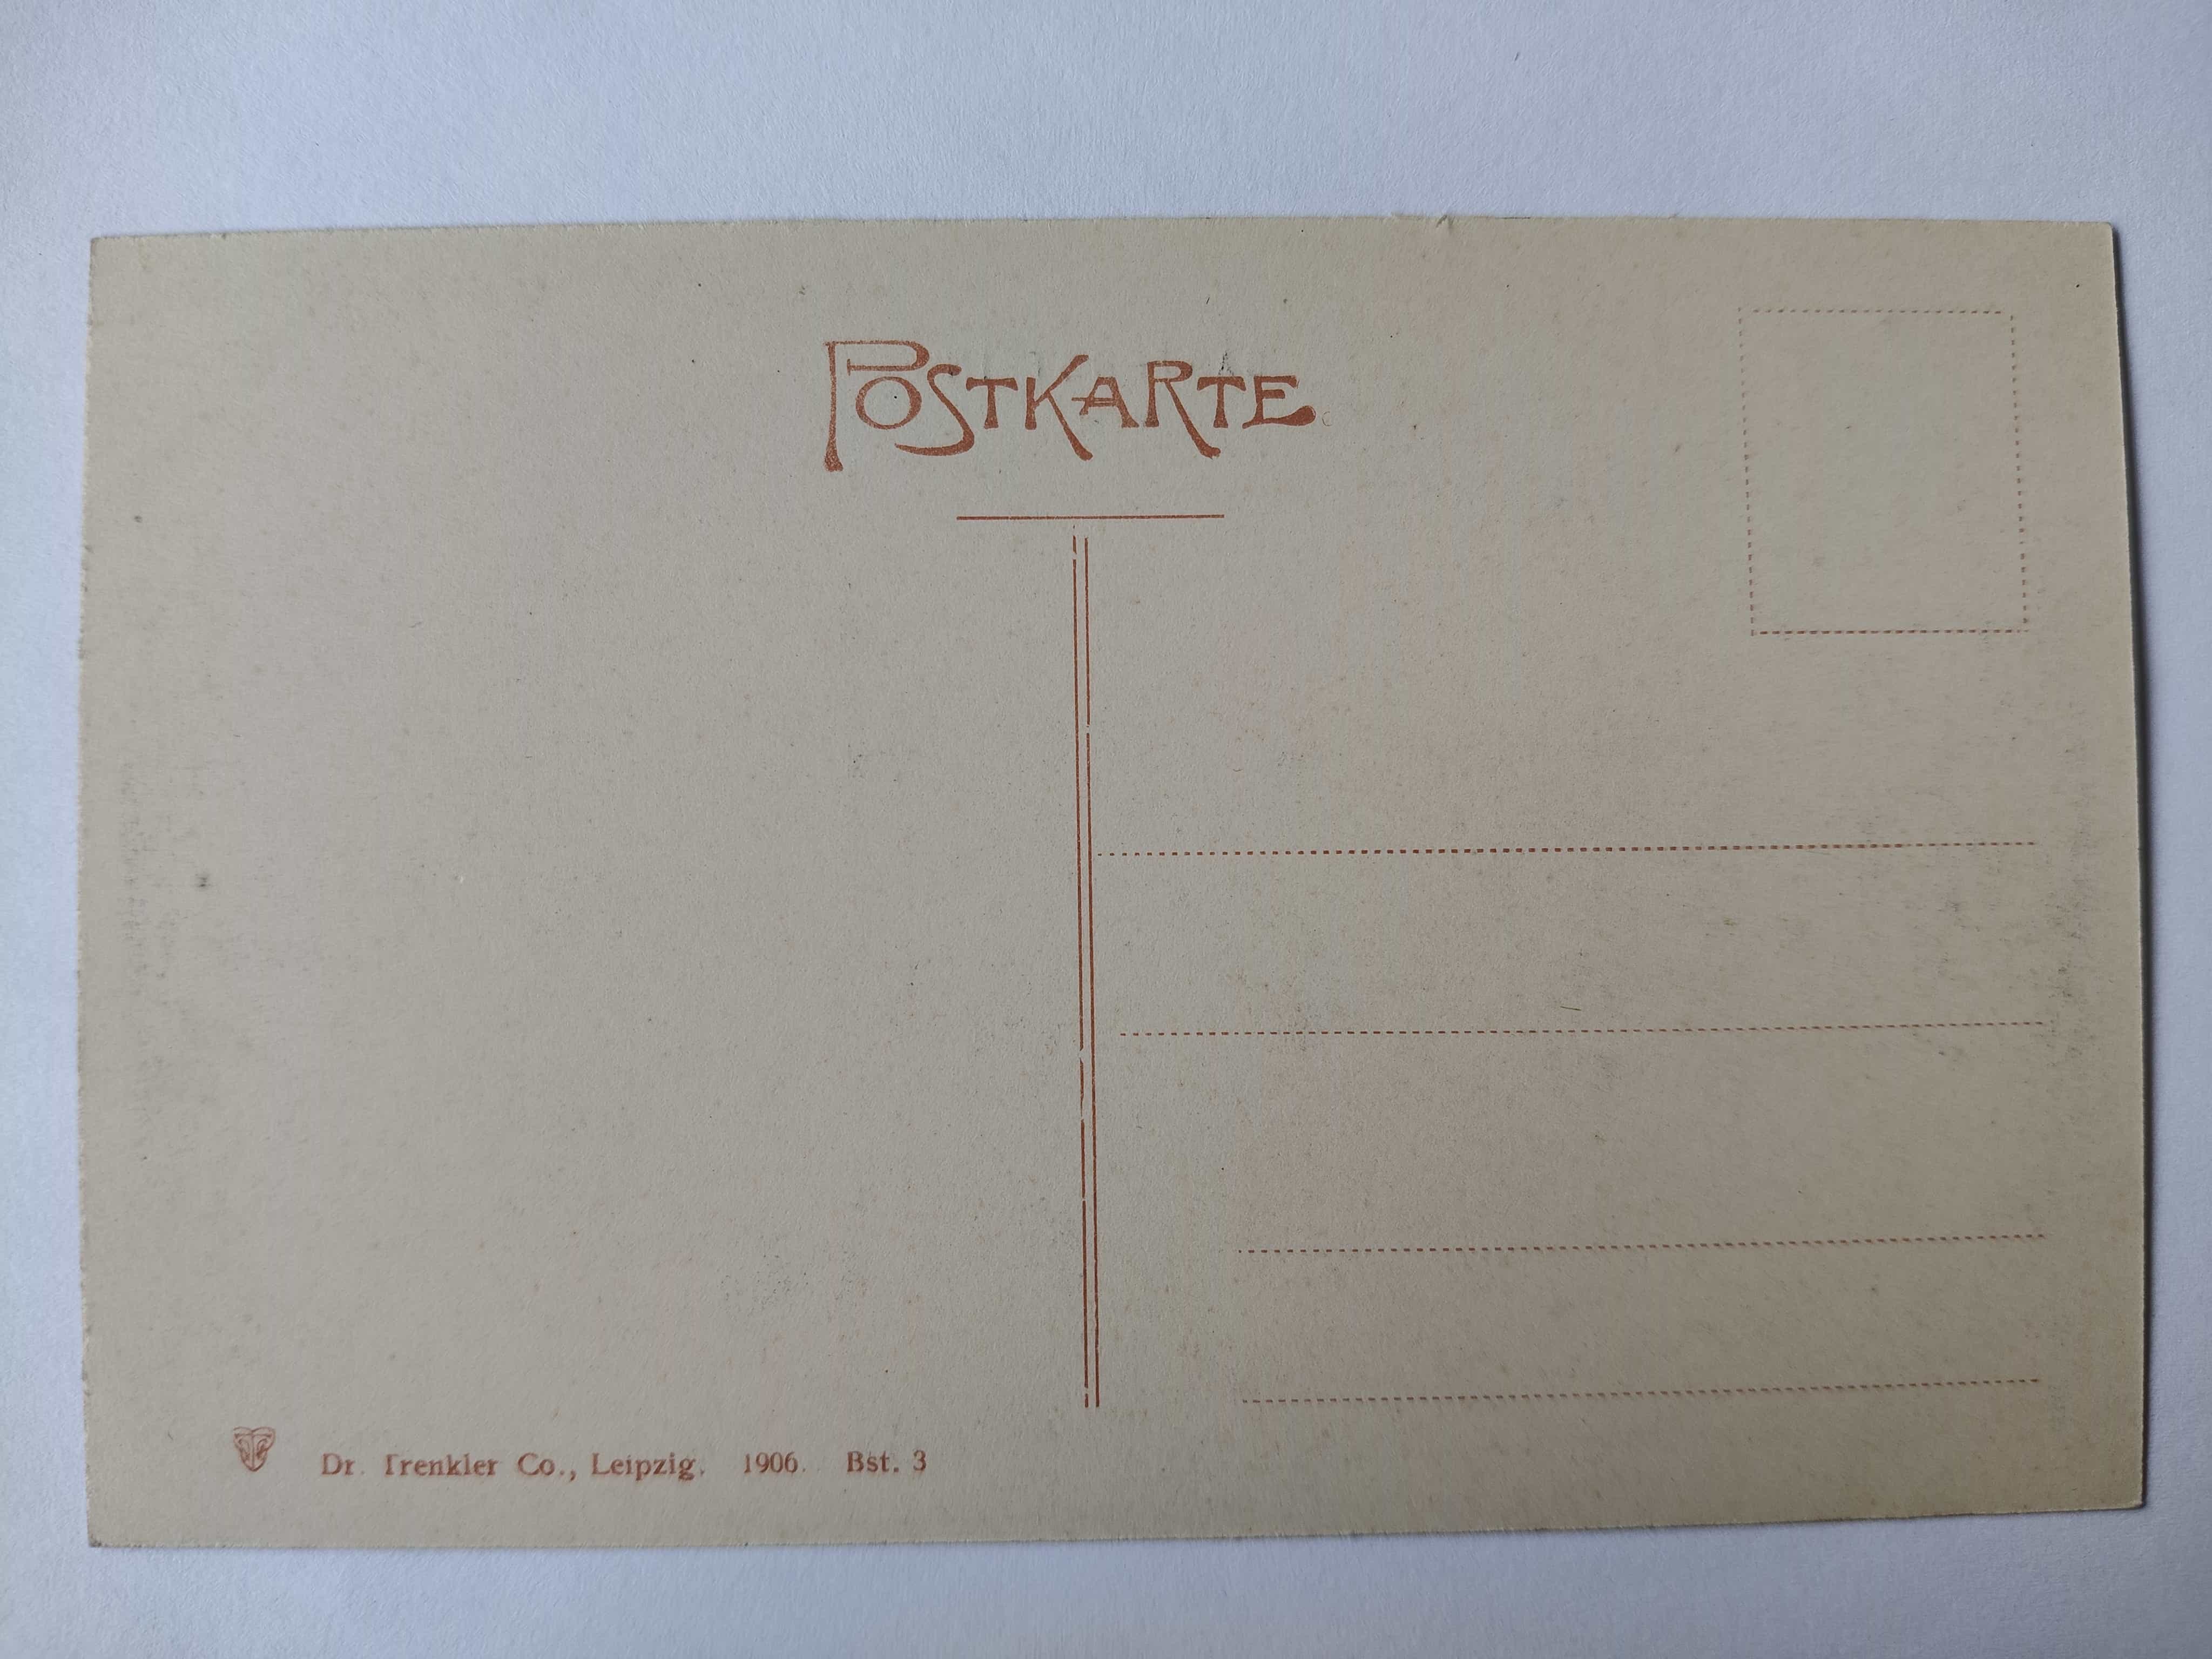 POSTKARTE
Dr. Trenkler Co., Leipzig. 1906. Bst. 3